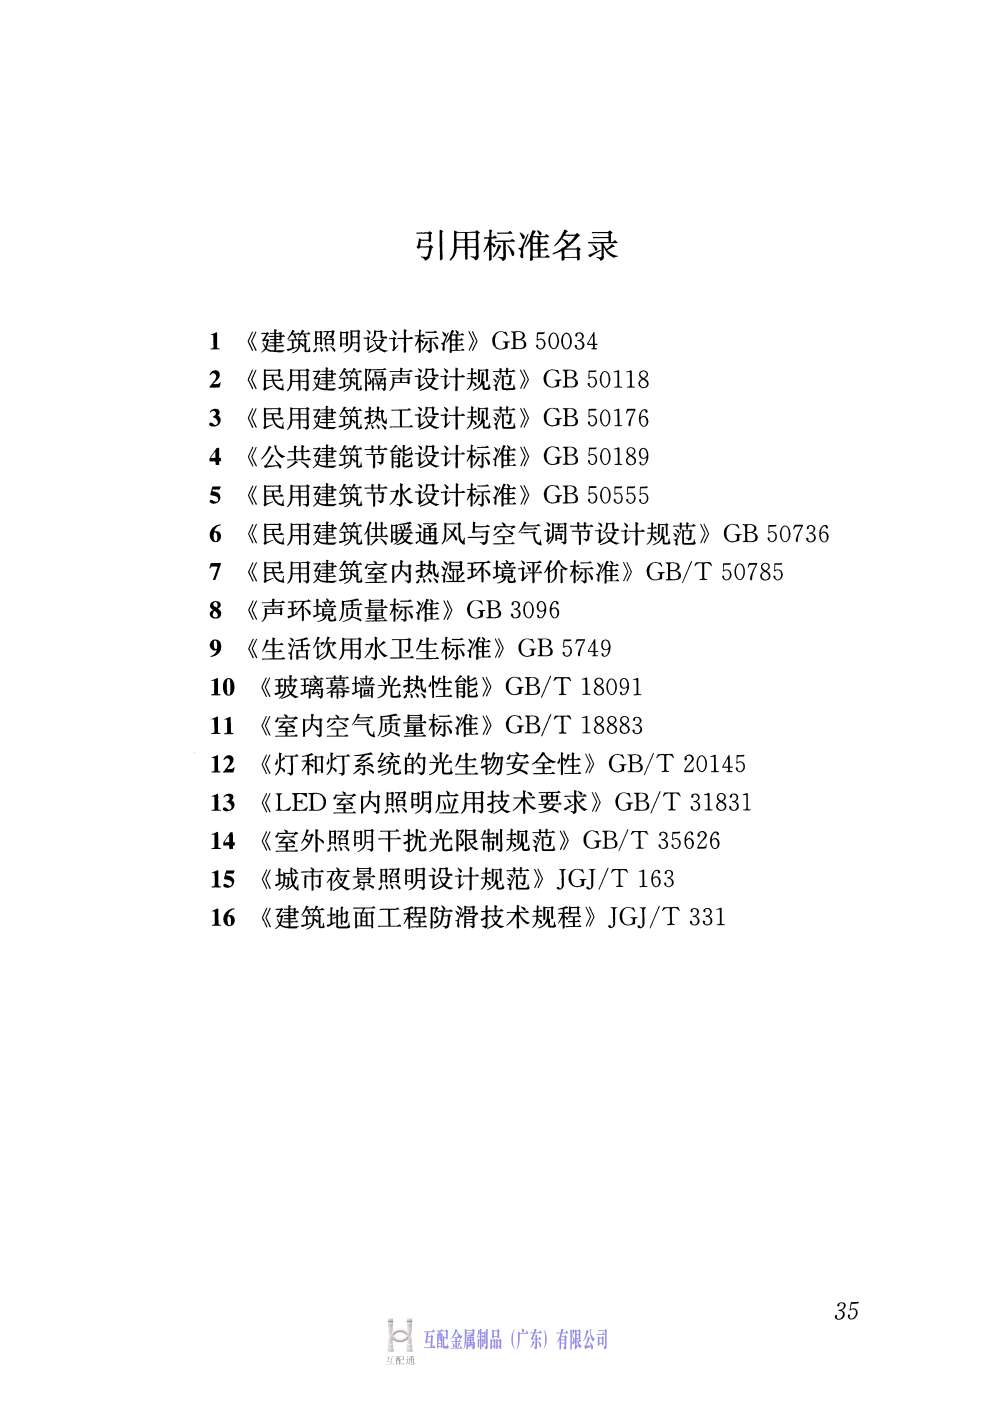 引用标准名录
1 《建筑照明设计标准》GB 50034
2 《民用建筑隔声设计规范》GB 50118
3 《民用建筑热工设计规范》GB 50176
4 《公共建筑节能设计标准》GB 50189
5 《民用建筑节水设计标准》GB 50555
6 《民用建筑供暖通风与空气调节设计规范》GB 50736
7 《民用建筑室内热湿环境评价标准》GB/T 50785
8 《声环境质量标准》GB 3096
9 《生活饮用水卫生标准》GB 5749
10 《玻璃幕墙光热性能》GB/T 18091
11 《室内空气质量标准》GB/T 18883
12 《灯和灯系统的光生物安全性》GB/T 20145
13 《LED 室内照明应用技术要求》GB/T 31831
14 《室外照明干扰光限制规范》GB/T 35626
15 《城市夜景照明设计规范》JGJ/T 163
16 《建筑地面工程防滑技术规程》JGJ/T 331
35
互配金属制品（广东）有限公司
互配通